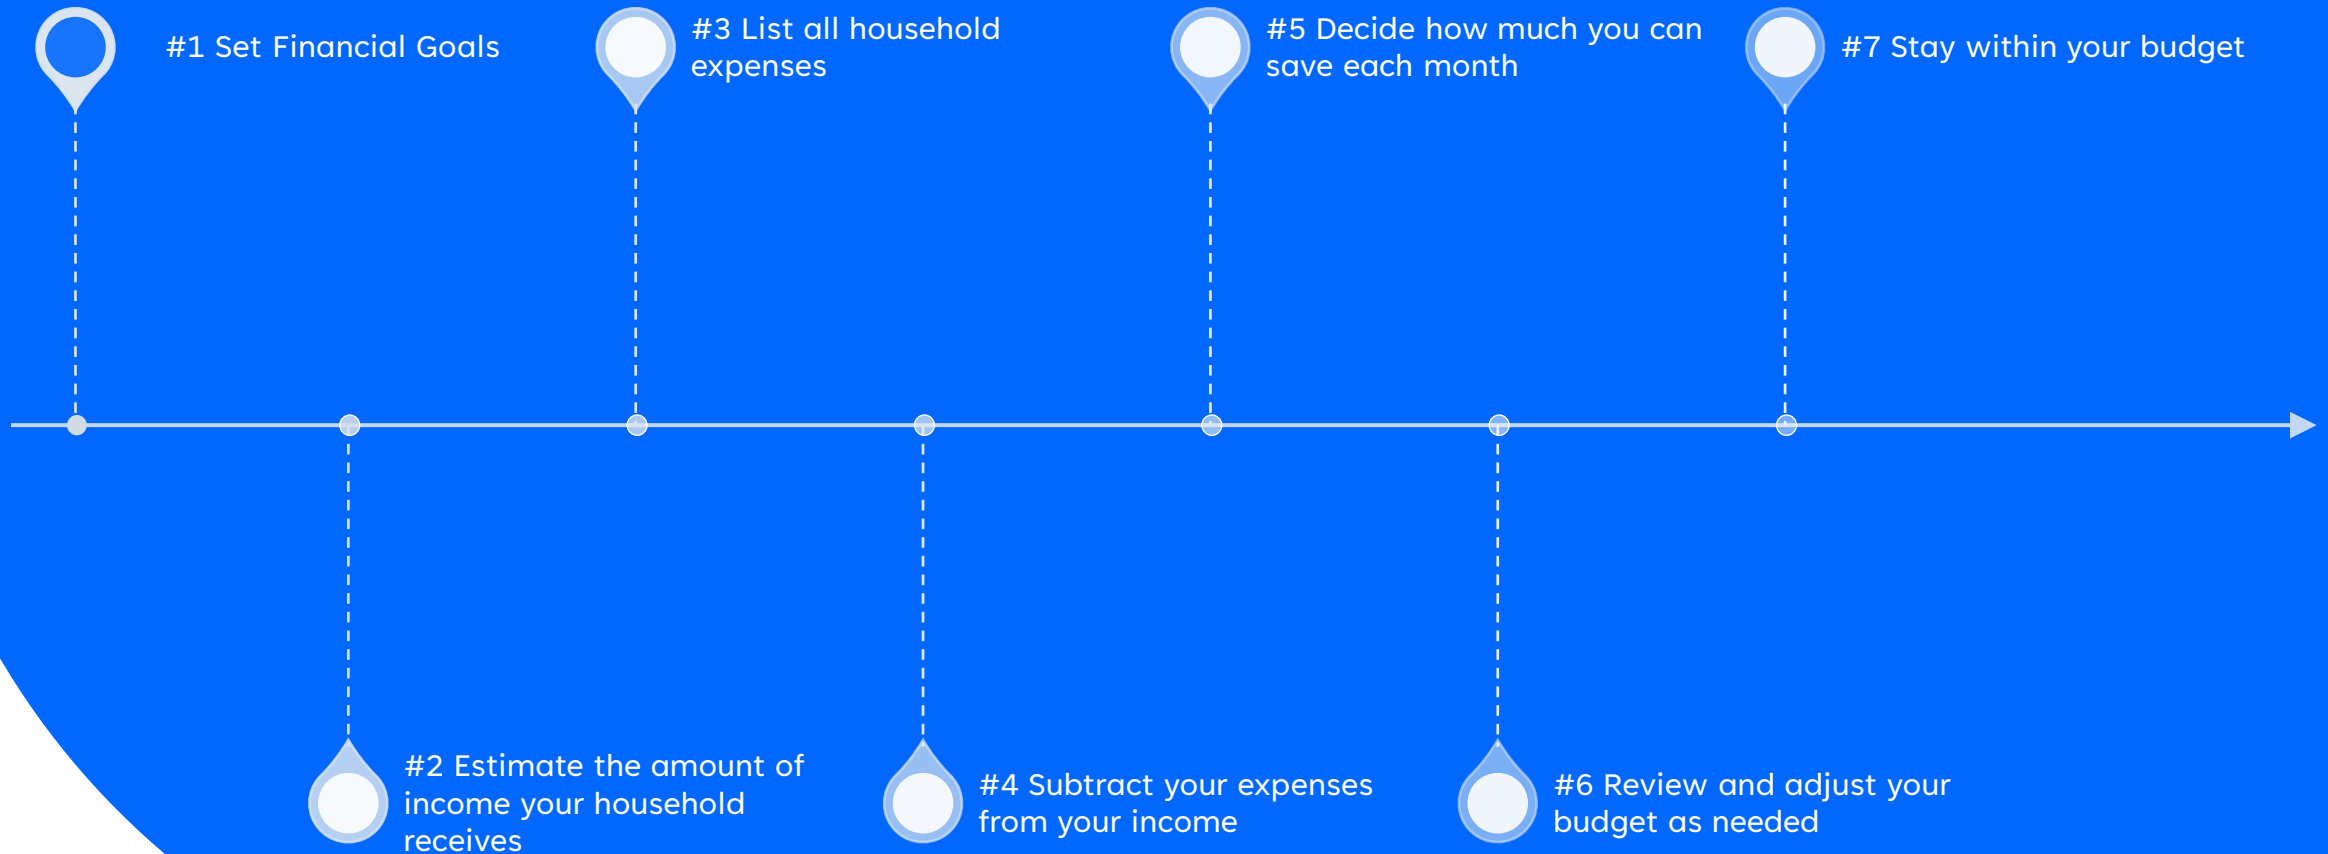 #1 Set Financial Goals
#2 Estimate the amount of
income your household
receives
#3 List all household
expenses
#4 Subtract your expenses
from your income
#5 Decide how much you can
save each month
#6 Review and adjust your
budget as needed
#7 Stay within your budget